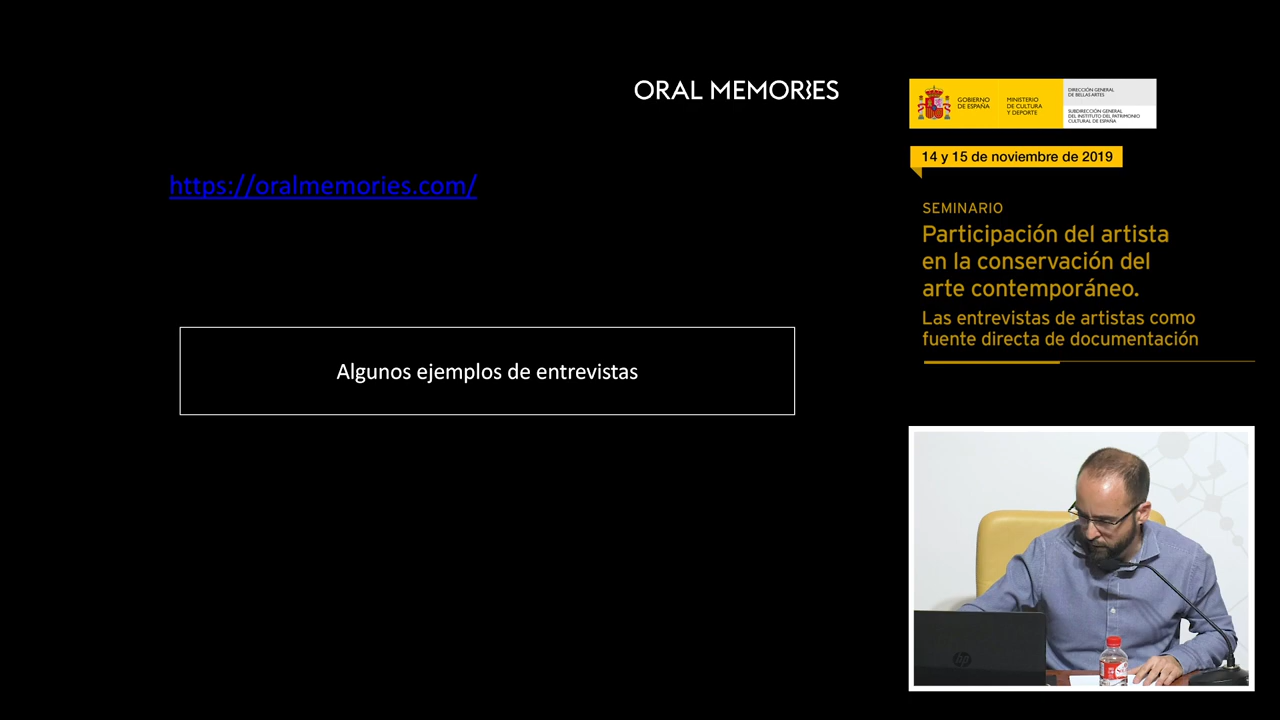 ORAL MEMORIES
https://oralmemories.com/
Algunos ejemplos de entrevistas
GOBIERNO
DE ESPAÑA
MINISTERIO
DE CULTURA
Y DEPORTE
DIRECCIÓN GENERAL
DE BELLAS ARTES
SUBDIRECCIÓN GENERAL
DEL INSTITUTO DEL PATRIMONIO
CULTURAL DE ESPAÑA
14 y 15 de noviembre de 2019
SEMINARIO
Participación del artista
en la conservación del
arte contemporáneo.
Las entrevistas de artistas como
fuente directa de documentación
hp